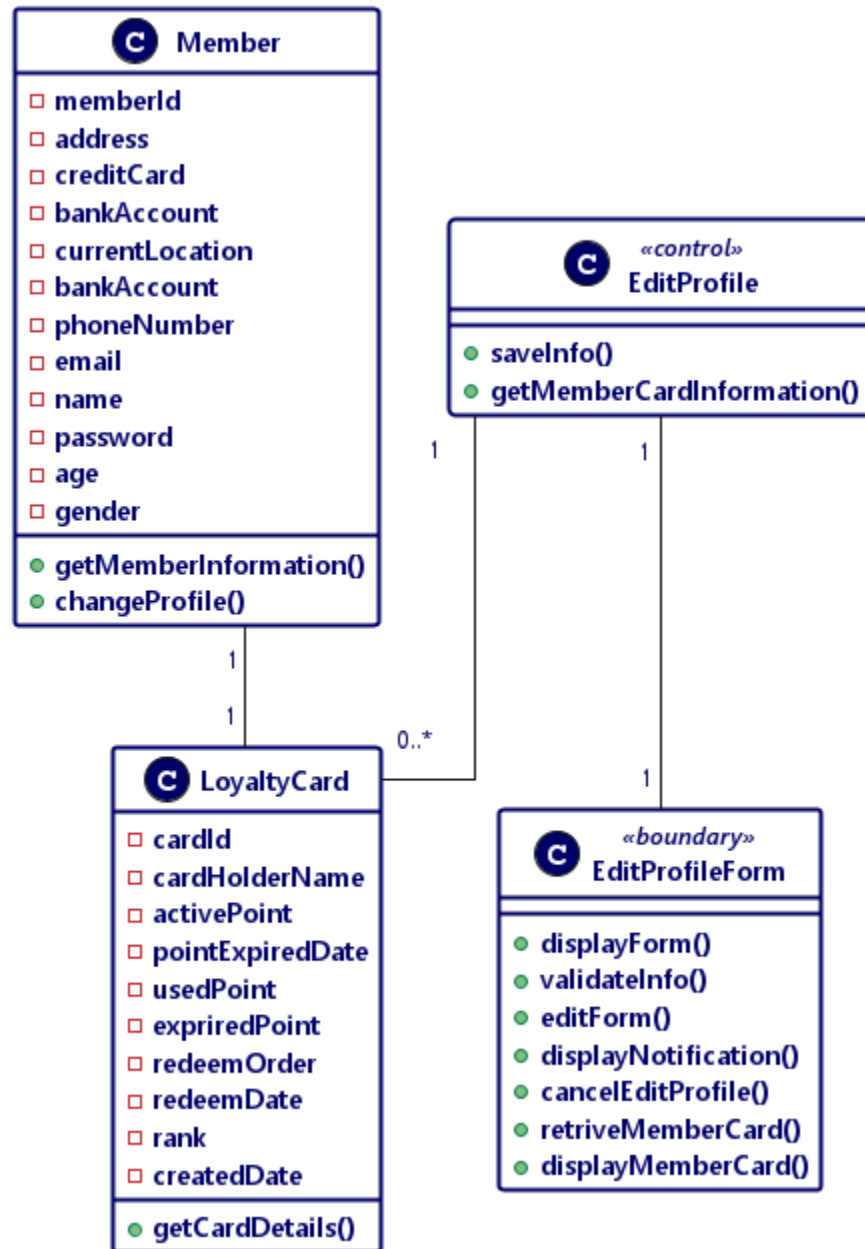 C Member
memberId
address
creditCard
bankAccount
currentLocation
bankAccount
phoneNumber
email
name
password
age
gender
getMemberInformation()
changeProfile()
«control»
C EditProfile
saveInfo()
getMemberCardInformation()
1
1
1
1
0..*
1
C LoyaltyCard
cardId
cardHolderName
activePoint
pointExpiredDate
usedPoint
expriredPoint
redeemOrder
redeemDate
rank
createdDate
getCardDetails()
«boundary»
C EditProfileForm
displayForm()
validateInfo()
editForm()
displayNotification()
cancelEditProfile()
retriveMemberCard()
displayMemberCard()